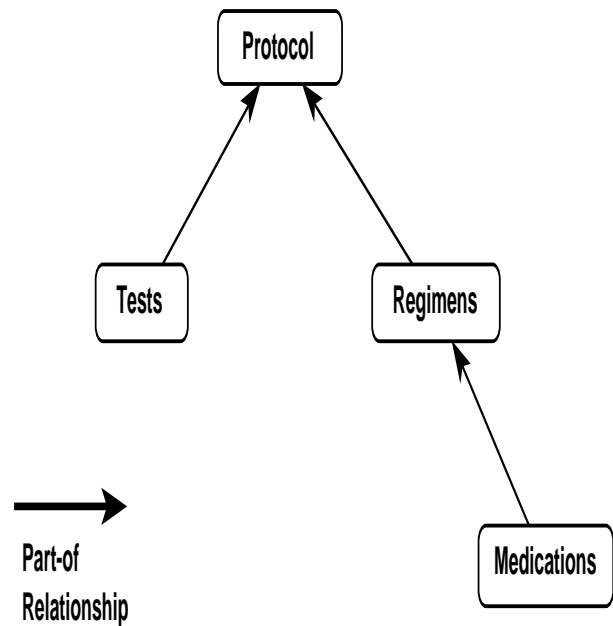 Protocol
Tests
Regimens
Medications
Part-of
Relationship